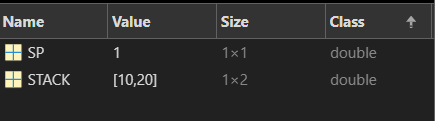 Name Value Size Class
SP 1 1×1 double
STACK [10,20] 1×2 double